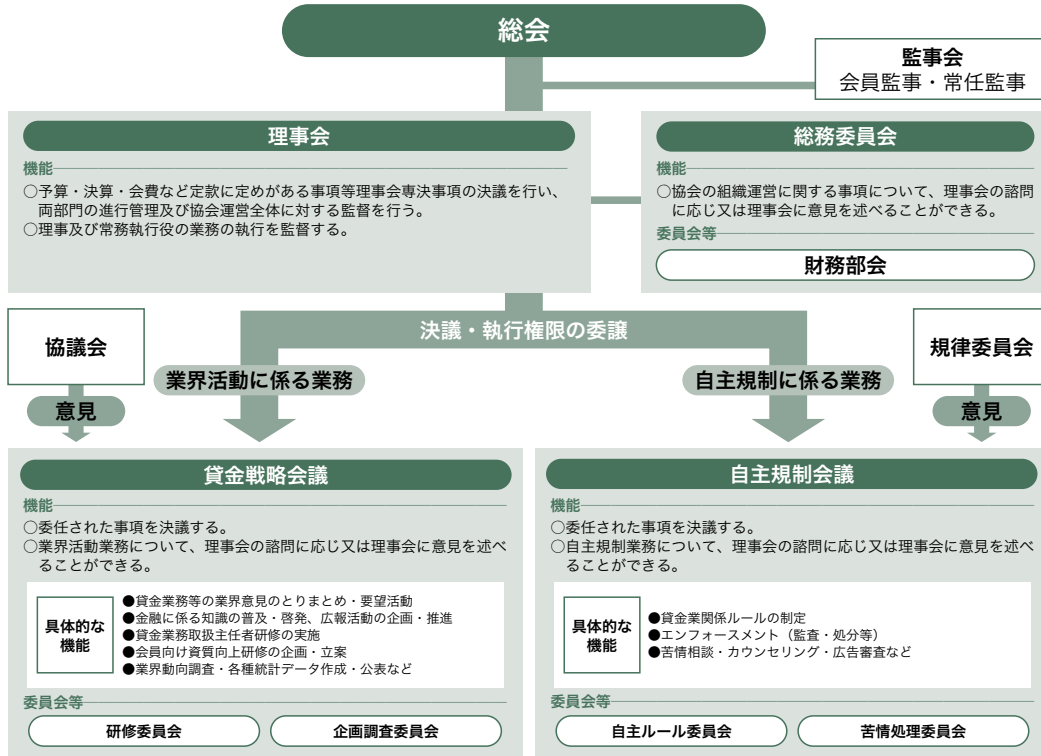 総会
監事会
会員監事・常任監事
理事会
機能
○予算・決算・会費など定款に定めがある事項等理事会専決事項の決議を行い、
両部門の進行管理及び協会運営全体に対する監督を行う。
○理事及び常務執行役の業務の執行を監督する。
総務委員会
機能
○協会の組織運営に関する事項について、理事会の諮問
に応じ又は理事会に意見を述べることができる。
委員会等
財務部会
決議・執行権限の委譲
協議会
意見
業界活動に係る業務
自主規制に係る業務
規律委員会
意見
貸金戦略会議
機能
○委任された事項を決議する。
○業界活動業務について、理事会の諮問に応じ又は理事会に意見を述べ
ることができる。
具体的な
機能
●貸金業務等の業界意見のとりまとめ・要望活動
●金融に係る知識の普及・啓発、広報活動の企画・推進
●貸金業務取扱主任者研修の実施
●会員向け資質向上研修の企画・立案
●業界動向調査・各種統計データ作成・公表など
委員会等
研修委員会
企画調査委員会
自主規制会議
機能
○委任された事項を決議する。
○自主規制業務について、理事会の諮問に応じ又は理事会に意見を述べ
ることができる。
具体的な
機能
●貸金業関係ルールの制定
●エンフォースメント（監査・処分等）
●苦情相談・カウンセリング・広告審査など
委員会等
自主ルール委員会
苦情処理委員会